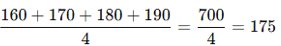 (160 + 170 + 180 + 190)/4 = 700/4 = 175